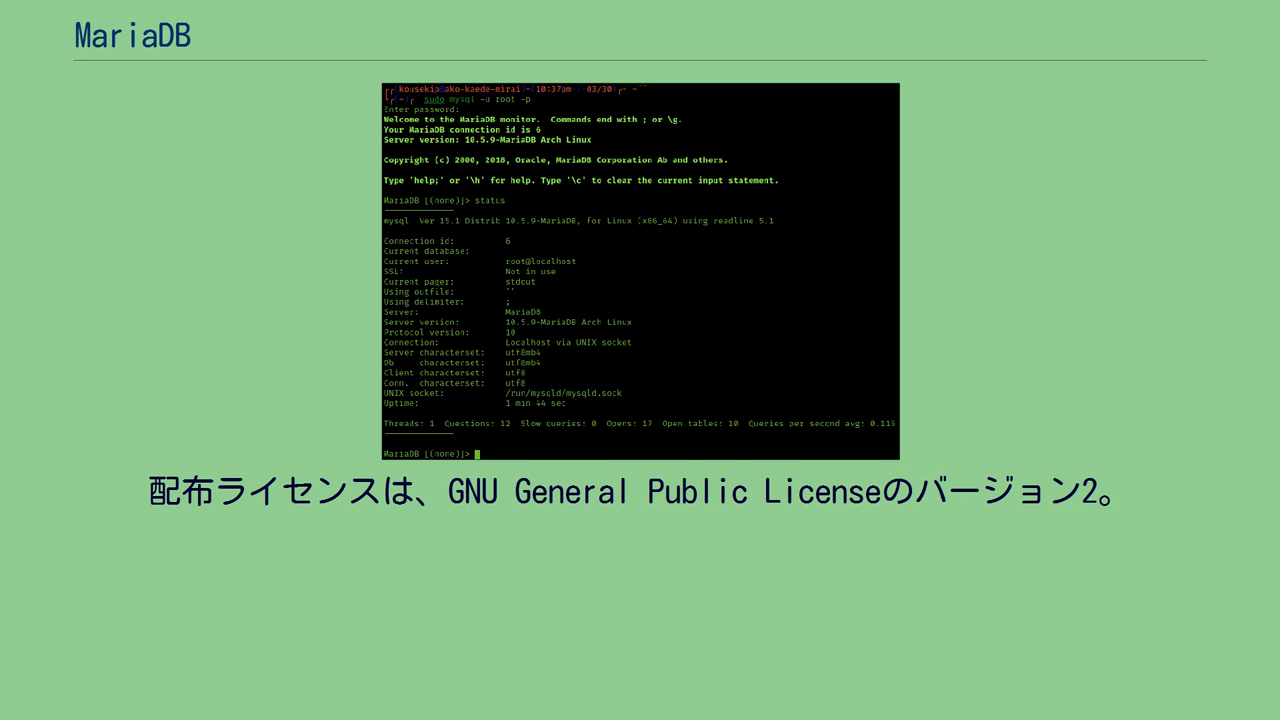 MariaDB
kousekip@ako-kaede-mirai 10:37pm 03/30
~ sudo mysql -u root -p
Enter password:
Welcome to the MariaDB monitor.  Commands end with ; or \g.
Your MariaDB connection id is 6
Server version: 10.5.9-MariaDB Arch Linux
Copyright (c) 2000, 2018, Oracle, MariaDB Corporation Ab and others.
Type 'help;' or '\h' for help. Type '\c' to clear the current input statement.
MariaDB [(none)]> status
mysql  Ver 15.1 Distrib 10.5.9-MariaDB, for Linux (x86_64) using readline 5.1
Connection id: 6
Current database:
Current user: root@localhost
SSL: Not in use
Current pager: stdout
Using outfile: ''
Using delimiter: ;
Server: MariaDB
Server version: 10.5.9-MariaDB Arch Linux
Protocol version: 10
Connection: Localhost via UNIX socket
Server characterset: utf8mb4
Db characterset: utf8mb4
Client characterset: utf8
Conn. characterset: utf8
UNIX socket: /run/mysqld/mysqld.sock
Uptime: 1 min 44 sec
Threads: 1  Questions: 12  Slow queries: 0  Opens: 17  Open tables: 10  Queries per second avg: 0.115
MariaDB [(none)]>
配布ライセンスは、GNU General Public Licenseのバージョン2。